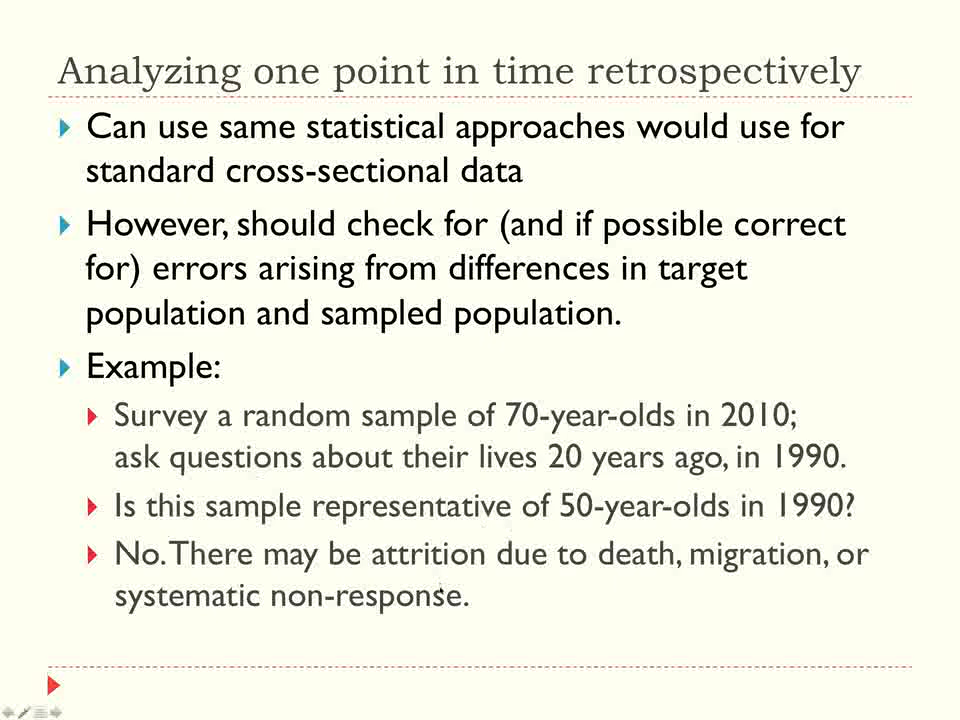 Analyzing one point in time retrospectively
Can use same statistical approaches would use for
standard cross-sectional data
However, should check for (and if possible correct
for) errors arising from differences in target
population and sampled population.
Example:
Survey a random sample of 70-year-olds in 2010;
ask questions about their lives 20 years ago, in 1990.
Is this sample representative of 50-year-olds in 1990?
No. There may be attrition due to death, migration, or
systematic non-response.